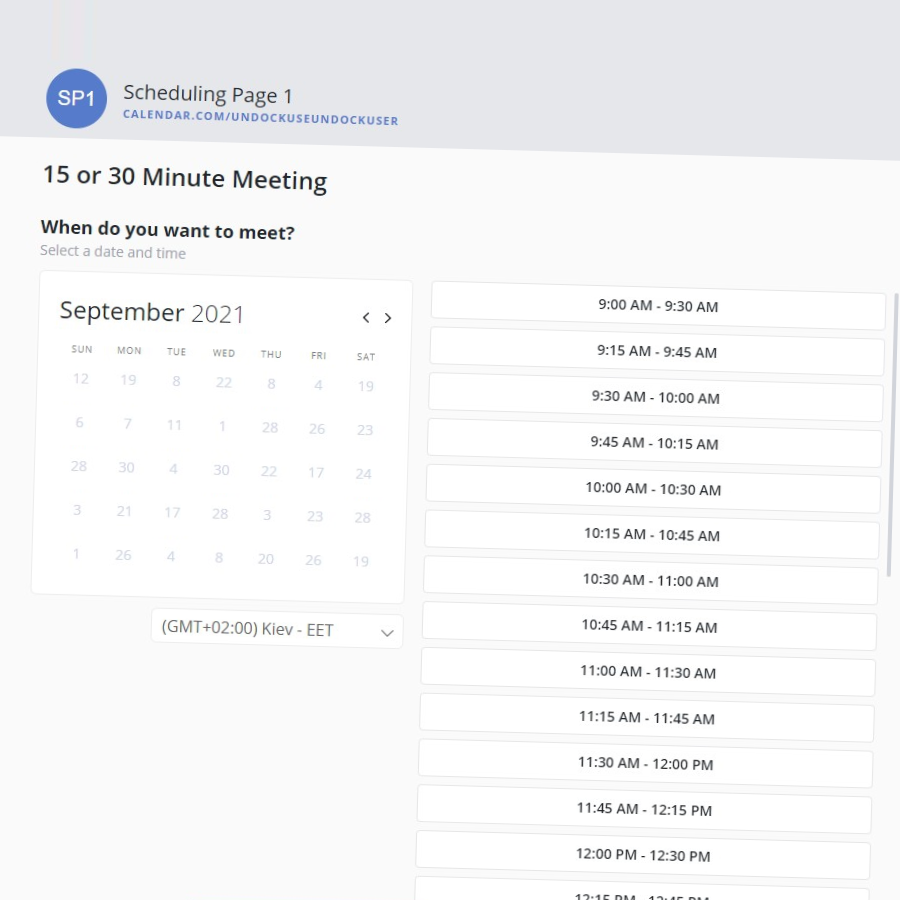 SP1
Scheduling Page 1
CALENDAR.COM/UNDOCKUSEUNDOCKUSER
15 or 30 Minute Meeting
When do you want to meet?
Select a date and time
September 2021
SUN MON TUE WED THU FRI SAT
12 19 8 22 8 4 19
6 7 11 1 28 26 23
28 30 4 30 22 17 24
3 21 17 28 3 23 28
1 26 4 8 20 26 19
(GMT+02:00) Kiev - EET
9:00 AM - 9:30 AM
9:15 AM - 9:45 AM
9:30 AM - 10:00 AM
9:45 AM - 10:15 AM
10:00 AM - 10:30 AM
10:15 AM - 10:45 AM
10:30 AM - 11:00 AM
10:45 AM - 11:15 AM
11:00 AM - 11:30 AM
11:15 AM - 11:45 AM
11:30 AM - 12:00 PM
11:45 AM - 12:15 PM
12:00 PM - 12:30 PM
12:15 PM - 12:45 PM